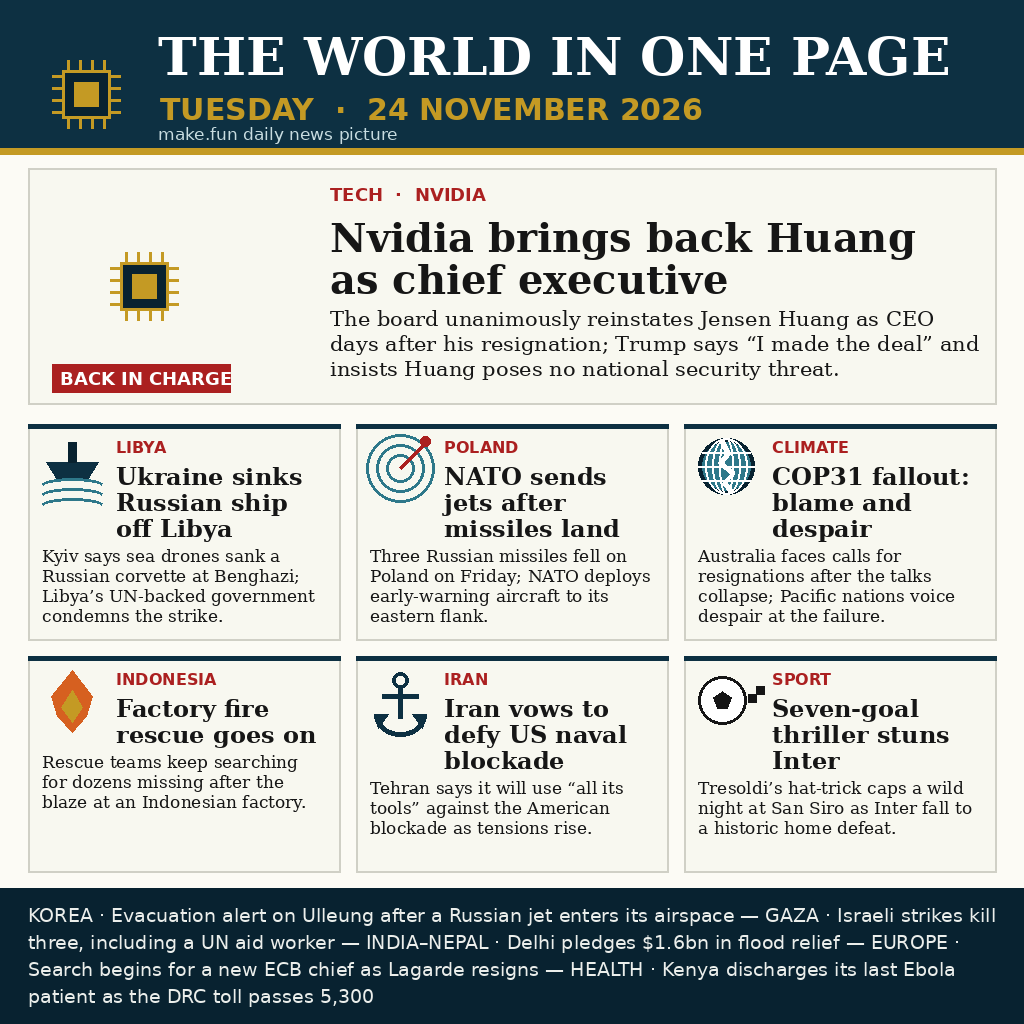 THE WORLD IN ONE PAGE
TUESDAY · 24 NOVEMBER 2026
make.fun daily news picture
TECH · NVIDIA
Nvidia brings back Huang
as chief executive
The board unanimously reinstates Jensen Huang as CEO
days after his resignation; Trump says “I made the deal” and
insists Huang poses no national security threat.
BACK IN CHARGE
LIBYA
Ukraine sinks
Russian ship
off Libya
Kyiv says sea drones sank a
Russian corvette at Benghazi;
Libya’s UN-backed government
condemns the strike.
POLAND
NATO sends
jets after
missiles land
Three Russian missiles fell on
Poland on Friday; NATO deploys
early-warning aircraft to its
eastern flank.
CLIMATE
COP31 fallout:
blame and
despair
Australia faces calls for
resignations after the talks
collapse; Pacific nations voice
despair at the failure.
INDONESIA
Factory fire
rescue goes on
Rescue teams keep searching
for dozens missing after the
blaze at an Indonesian factory.
IRAN
Iran vows to
defy US naval
blockade
Tehran says it will use “all its
tools” against the American
blockade as tensions rise.
SPORT
Seven-goal
thriller stuns
Inter
Tresoldi’s hat-trick caps a wild
night at San Siro as Inter fall to
a historic home defeat.
KOREA · Evacuation alert on Ulleung after a Russian jet enters its airspace — GAZA · Israeli strikes kill
three, including a UN aid worker — INDIA–NEPAL · Delhi pledges $1.6bn in flood relief — EUROPE ·
Search begins for a new ECB chief as Lagarde resigns — HEALTH · Kenya discharges its last Ebola
patient as the DRC toll passes 5,300